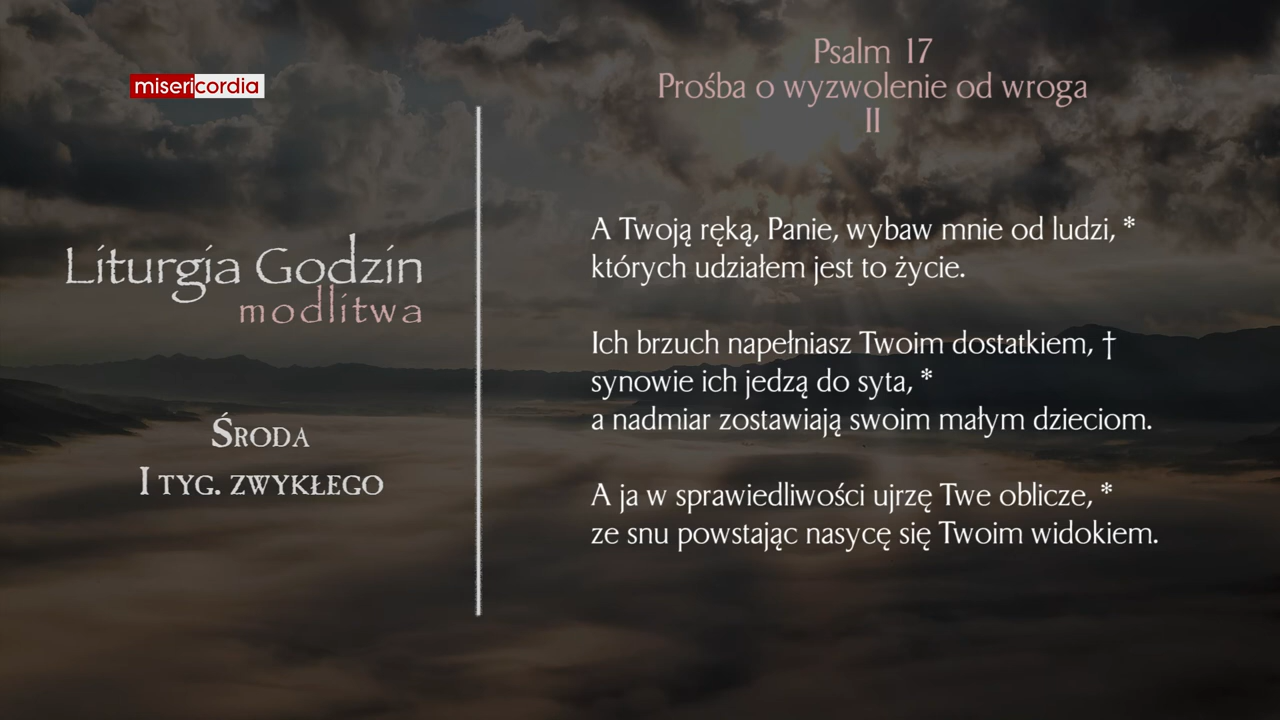 misericordia
Liturgia Godzin
modlitwa
Środa
I tyg. zwykłego
Psalm 17
Prośba o wyzwolenie od wroga
II
A Twoją ręką, Panie, wybaw mnie od ludzi, *
których udziałem jest to życie.
Ich brzuch napełniasz Twoim dostatkiem, †
synowie ich jedzą do syta, *
a nadmiar zostawiają swoim małym dzieciom.
A ja w sprawiedliwości ujrzę Twe oblicze, *
ze snu powstając nasycę się Twoim widokiem.